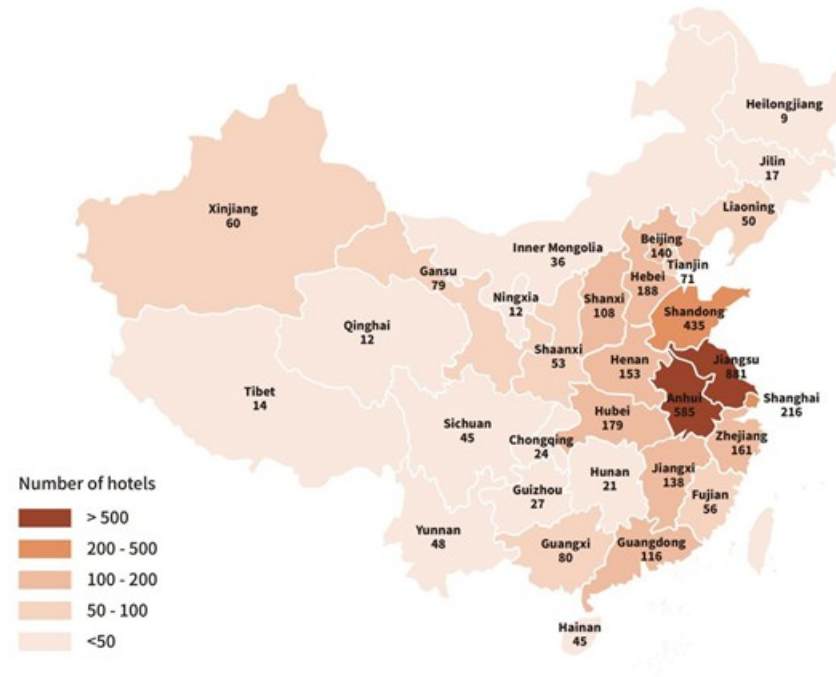 Heilongjiang
9
Jilin
17
Liaoning
50
Xinjiang
60
Beijing
140
Inner Mongolia
36
Tianjin
71
Gansu
79
Hebei
188
Ningxia
12
Shanxi
108
Shandong
435
Qinghai
12
Shaanxi
53
Henan
153
Jiangsu
881
Tibet
14
Anhui
585
Shanghai
216
Hubei
179
Sichuan
45
Zhejiang
161
Chongqing
24
Hunan
21
Jiangxi
138
Guizhou
27
Fujian
56
Yunnan
48
Guangxi
80
Guangdong
116
Hainan
45
Number of hotels
> 500
200 - 500
100 - 200
50 - 100
<50